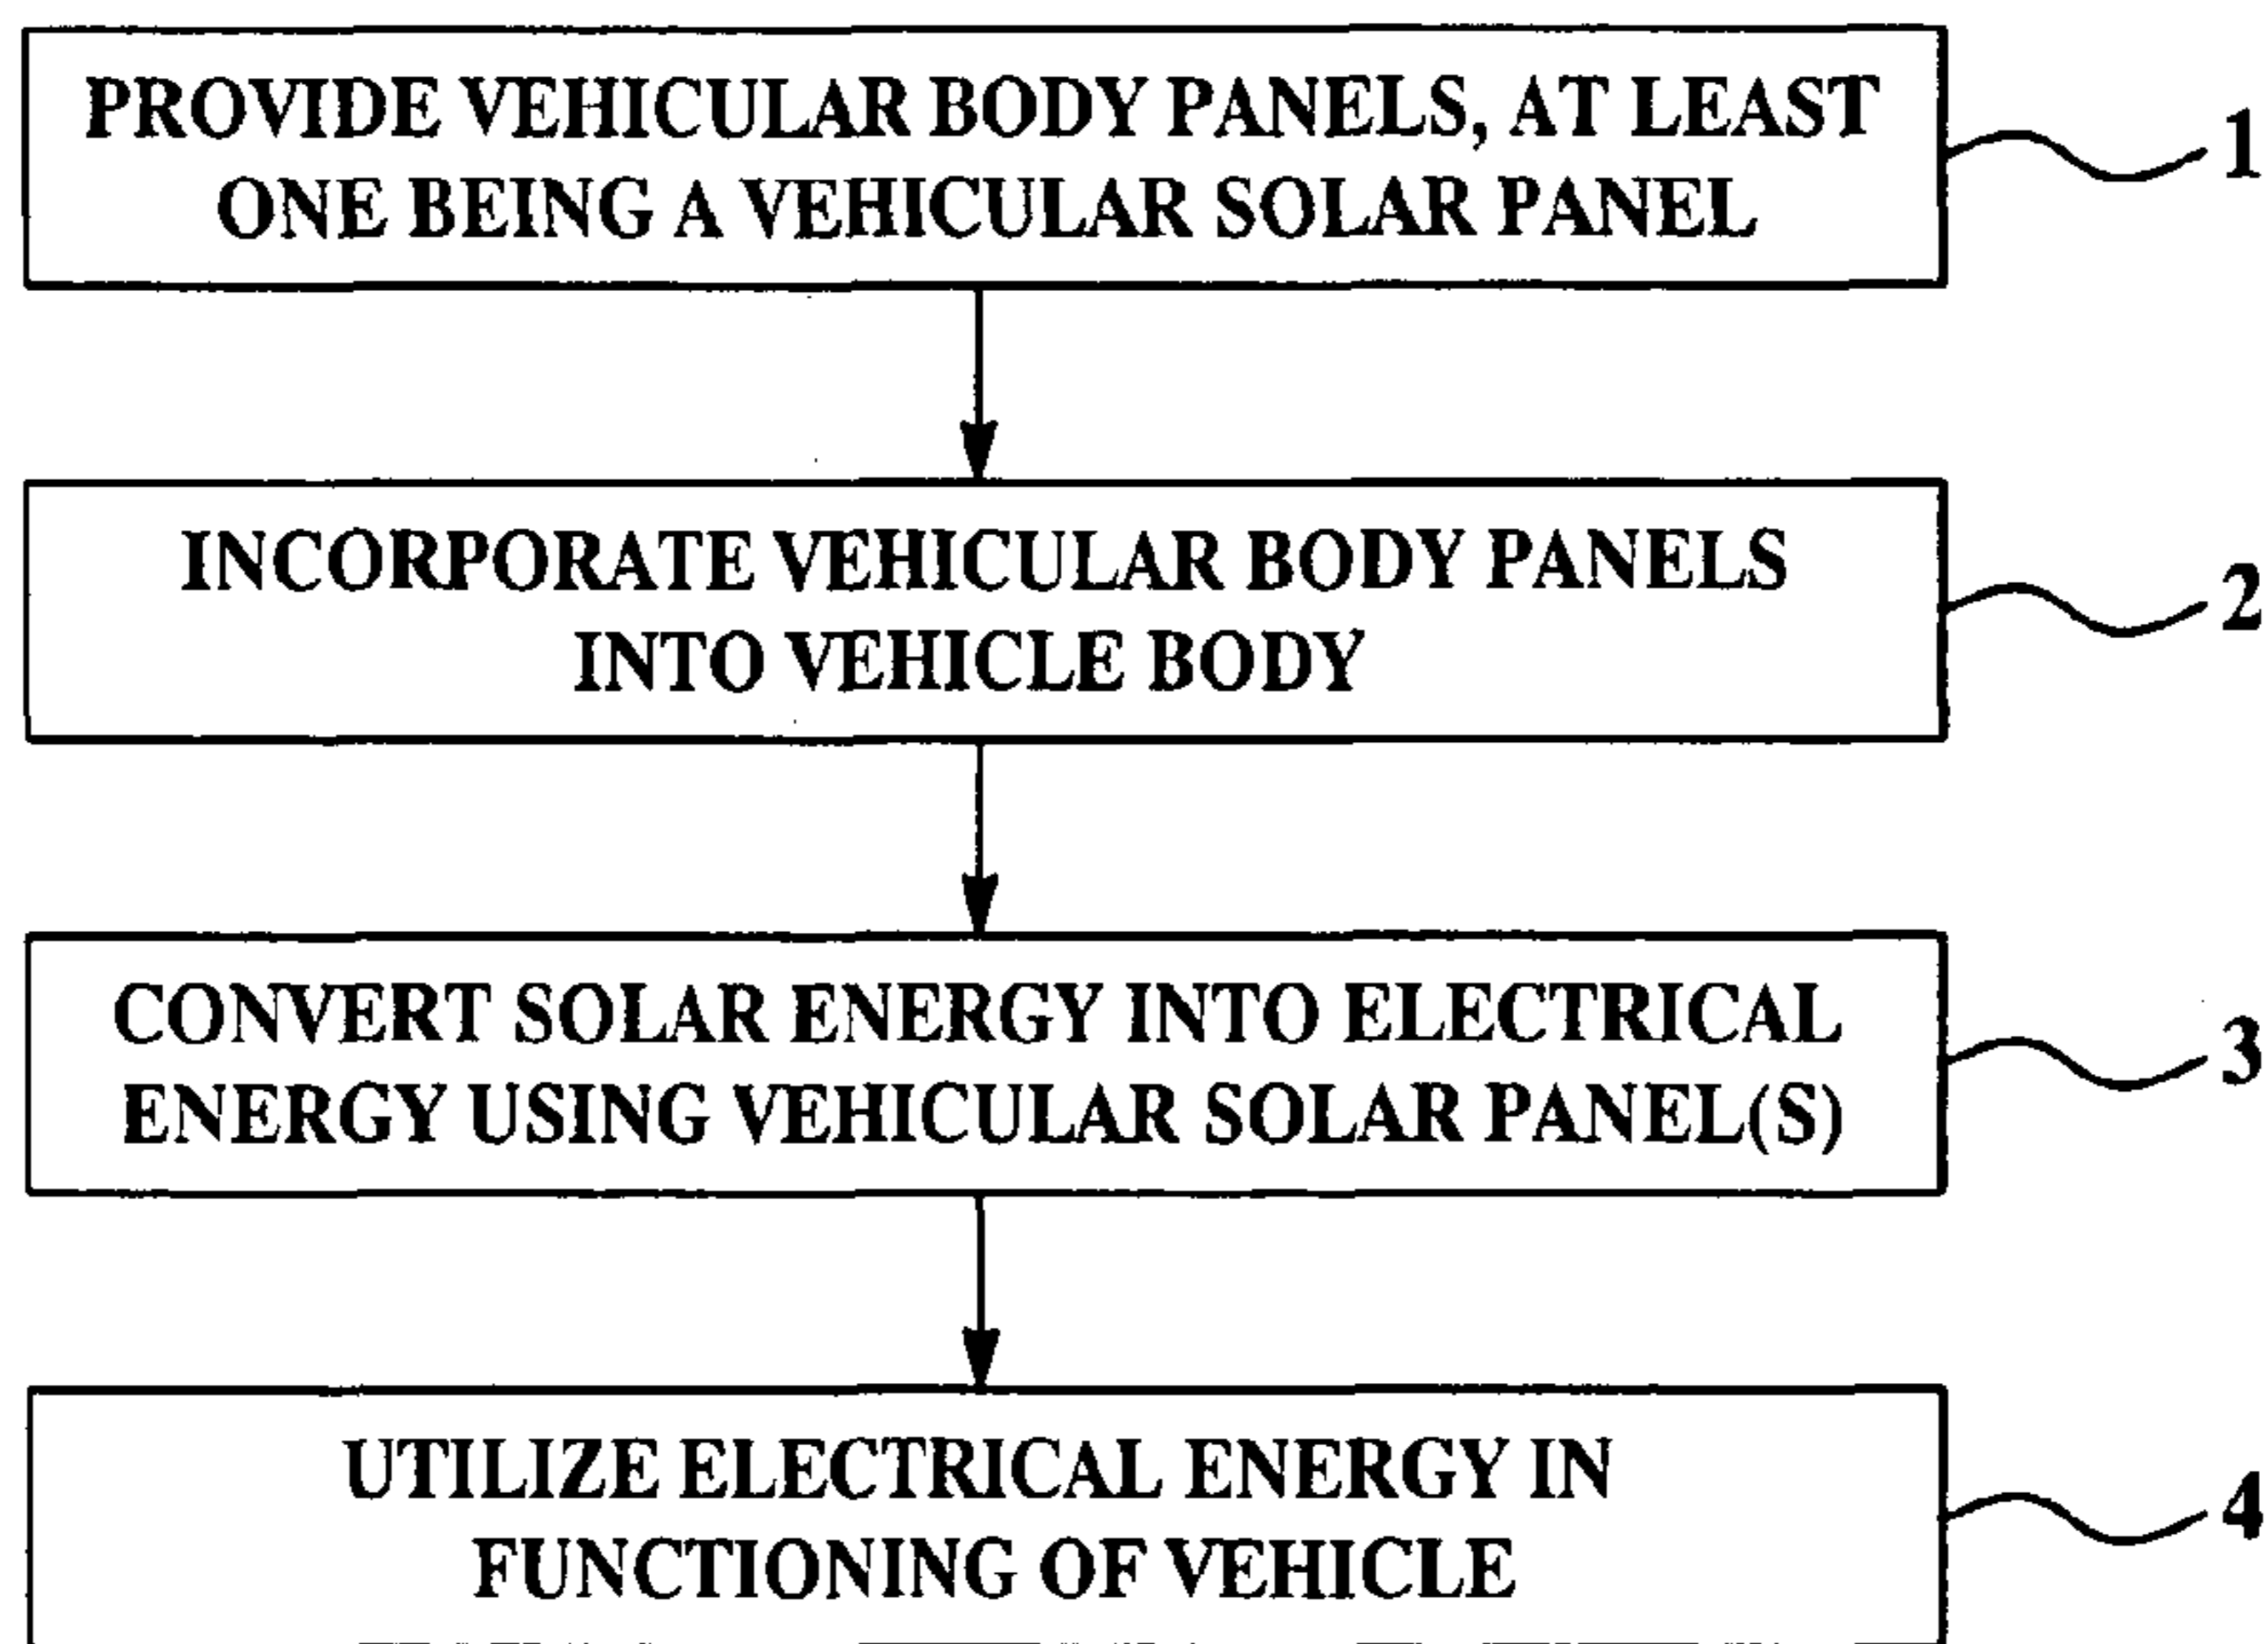 PROVIDE VEHICULAR BODY PANELS, AT LEAST
ONE BEING A VEHICULAR SOLAR PANEL
1
INCORPORATE VEHICULAR BODY PANELS
INTO VEHICLE BODY
2
CONVERT SOLAR ENERGY INTO ELECTRICAL
ENERGY USING VEHICULAR SOLAR PANEL(S)
3
UTILIZE ELECTRICAL ENERGY IN
FUNCTIONING OF VEHICLE
4